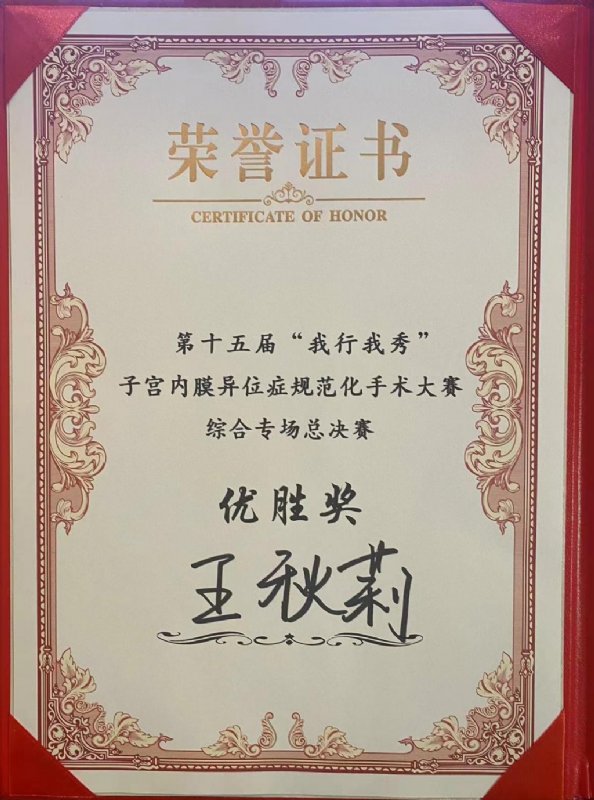 荣誉证书
CERTIFICATE OF HONOR
第十五届“我行我秀”
子宫内膜异位症规范化手术大赛
综合专场总决赛
优胜奖
王秋莉